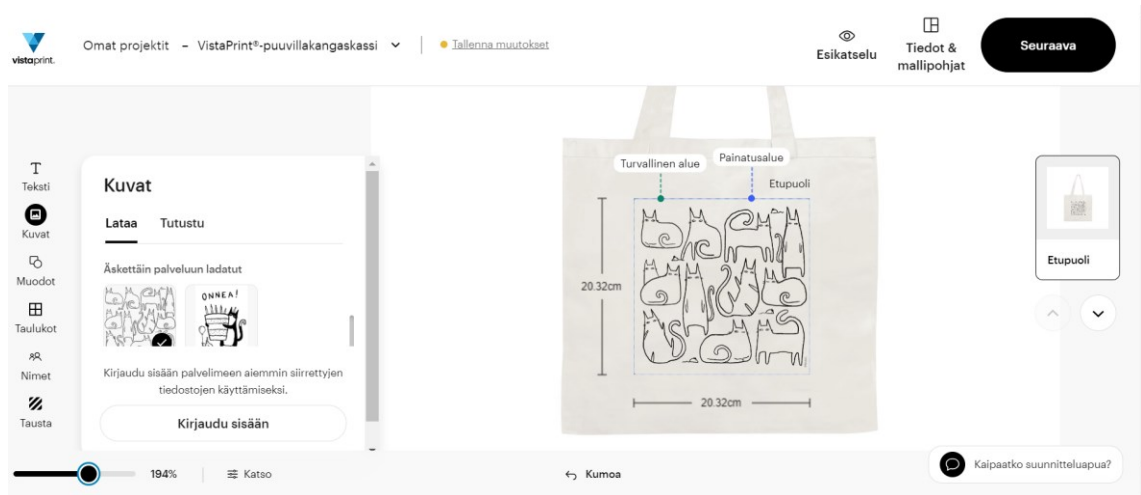 vistaprint.
Omat projektit – VistaPrint®-puuvillakangaskassi
Tallenna muutokset
Esikatselu
Tiedot &
mallipohjat
Seuraava
Teksti
Kuvat
Muodot
Taulukot
Nimet
Tausta
Kuvat
Lataa Tutustu
Äskettäin palveluun ladatut
ONNEA!
Kirjaudu sisään palvelimeen aiemmin siirrettyjen
tiedostojen käyttämiseksi.
Kirjaudu sisään
Turvallinen alue
Painatusalue
Etupuoli
20.32cm
20.32cm
Etupuoli
194%
Katso
Kumoa
Kaipaatko suunnitteluapua?